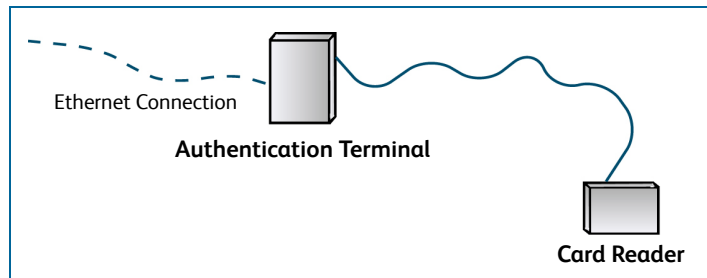 Ethernet Connection
Authentication Terminal
Card Reader